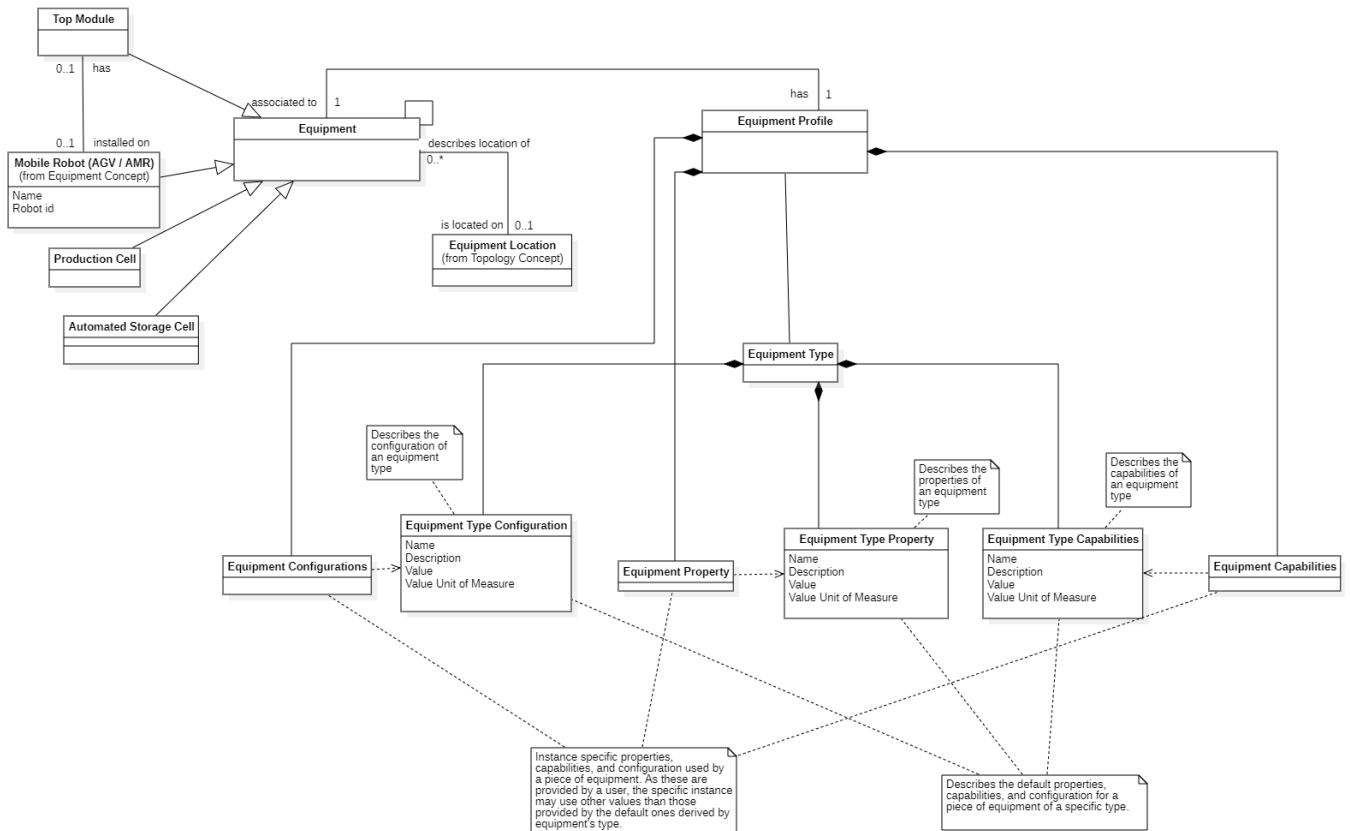 Top Module
0..1
has
0..1
installed on
Mobile Robot (AGV / AMR)
(from Equipment Concept)
Name
Robot id
Production Cell
Automated Storage Cell
associated to
1
Equipment
describes location of
0..*
is located on
0..1
Equipment Location
(from Topology Concept)
has
1
Equipment Profile
Equipment Type
Describes the
configuration of
an equipment
type
Describes the
properties of
an equipment
type
Describes the
capabilities of
an equipment
type
Equipment Configurations
Equipment Type Configuration
Name
Description
Value
Value Unit of Measure
Equipment Property
Equipment Type Property
Name
Description
Value
Value Unit of Measure
Equipment Type Capabilities
Name
Description
Value
Value Unit of Measure
Equipment Capabilities
Instance specific properties,
capabilities, and configuration used by
a piece of equipment. As these are
provided by a user, the specific instance
may use other values than those
provided by the default ones derived by
equipment's type.
Describes the default properties,
capabilities, and configuration for a
piece of equipment of a specific type.